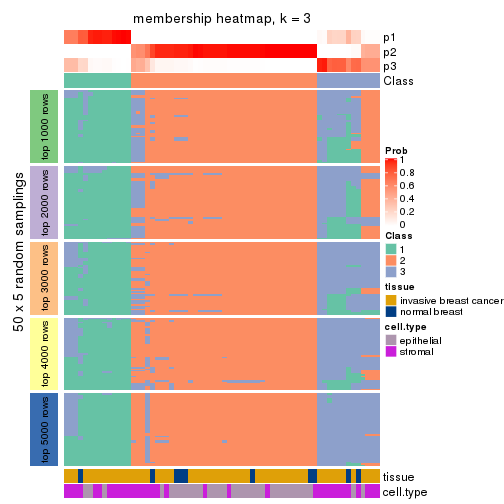 membership heatmap, k = 3
p1
p2
p3
Class
50 x 5 random samplings
top 1000 rows
top 2000 rows
top 3000 rows
top 4000 rows
top 5000 rows
Prob
1
0.8
0.6
0.4
0.2
0
Class
1
2
3
tissue
invasive breast cancer
normal breast
cell.type
epithelial
stromal
tissue
cell.type